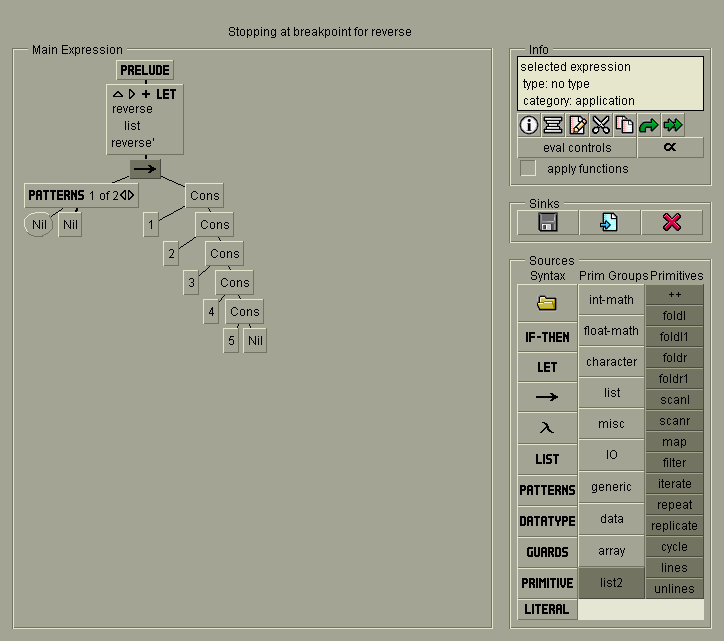 Stopping at breakpoint for reverse
Main Expression
PRELUDE
+ LET
reverse
list
reverse'
PATTERNS 1 of 2
Nil
Nil
Cons
1
Cons
2
Cons
3
Cons
4
Cons
5
Nil
Info
selected expression
type: no type
category: application
eval controls
∝
apply functions
Sinks
Sources
Syntax
Prim Groups
Primitives
IF-THEN
LET
→
λ
LIST
PATTERNS
DATATYPE
GUARDS
PRIMITIVE
LITERAL
int-math
float-math
character
list
misc
IO
generic
data
array
list2
++
foldl
foldl1
foldr
foldr1
scanl
scanr
map
filter
iterate
repeat
replicate
cycle
lines
unlines